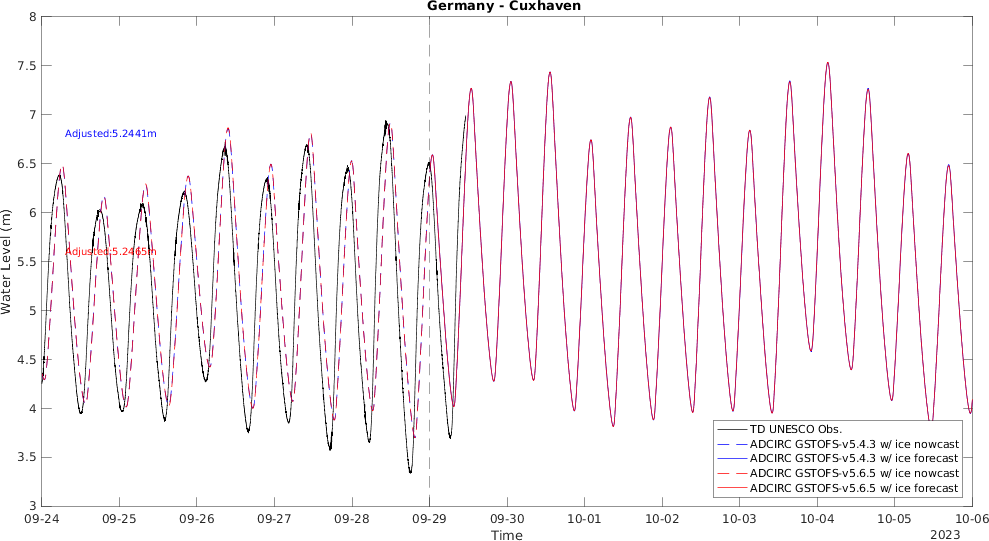 Germany - Cuxhaven
8
7.5
7
6.5
6
5.5
5
4.5
4
3.5
3
Water Level (m)
Adjusted:5.2441m
Adjusted:5.2465m
TD UNESCO Obs.
ADCIRC GSTOFS-v5.4.3 w/ ice nowcast
ADCIRC GSTOFS-v5.4.3 w/ ice forecast
ADCIRC GSTOFS-v5.6.5 w/ ice nowcast
ADCIRC GSTOFS-v5.6.5 w/ ice forecast
09-24 09-25 09-26 09-27 09-28 09-29 09-30 10-01 10-02 10-03 10-04 10-05 10-06
Time
2023